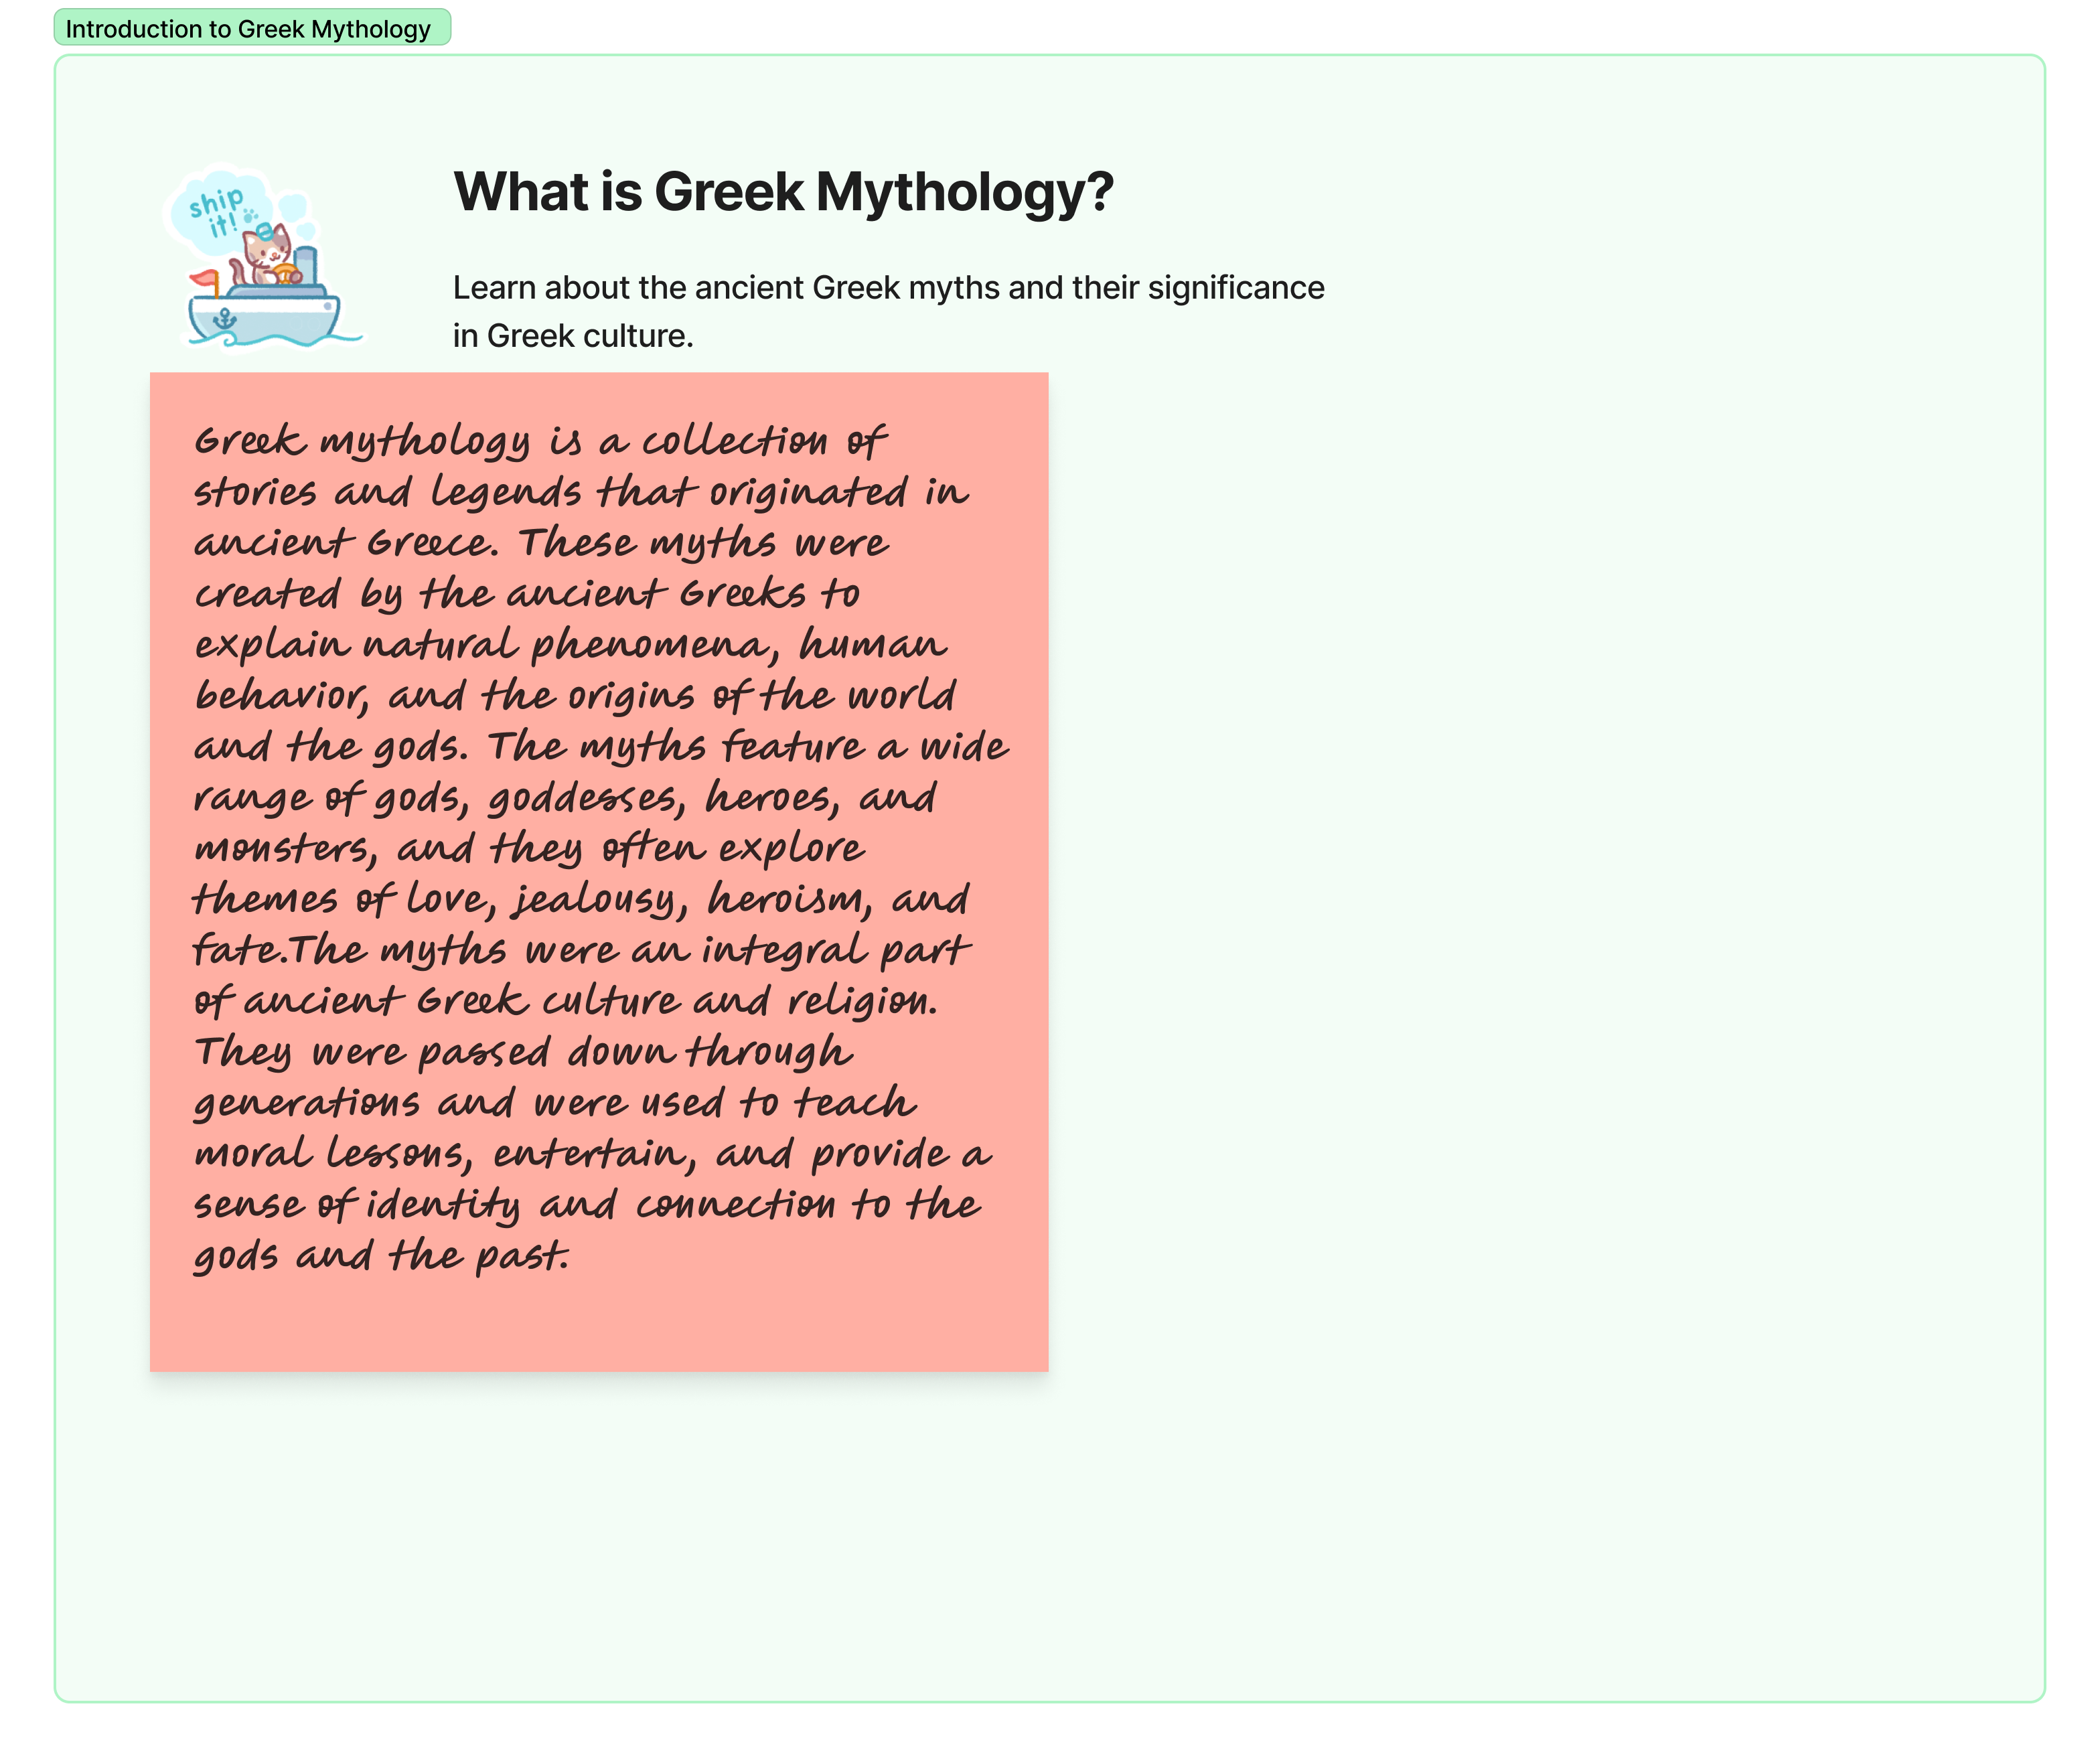 Introduction to Greek Mythology
ship
it!
What is Greek Mythology?
Learn about the ancient Greek myths and their significance
in Greek culture.
Greek mythology is a collection of
stories and legends that originated in
ancient Greece. These myths were
created by the ancient Greeks to
explain natural phenomena, human
behavior, and the origins of the world
and the gods. The myths feature a wide
range of gods, goddesses, heroes, and
monsters, and they often explore
themes of love, jealousy, heroism, and
fate.The myths were an integral part
of ancient Greek culture and religion.
They were passed down through
generations and were used to teach
moral lessons, entertain, and provide a
sense of identity and connection to the
gods and the past.